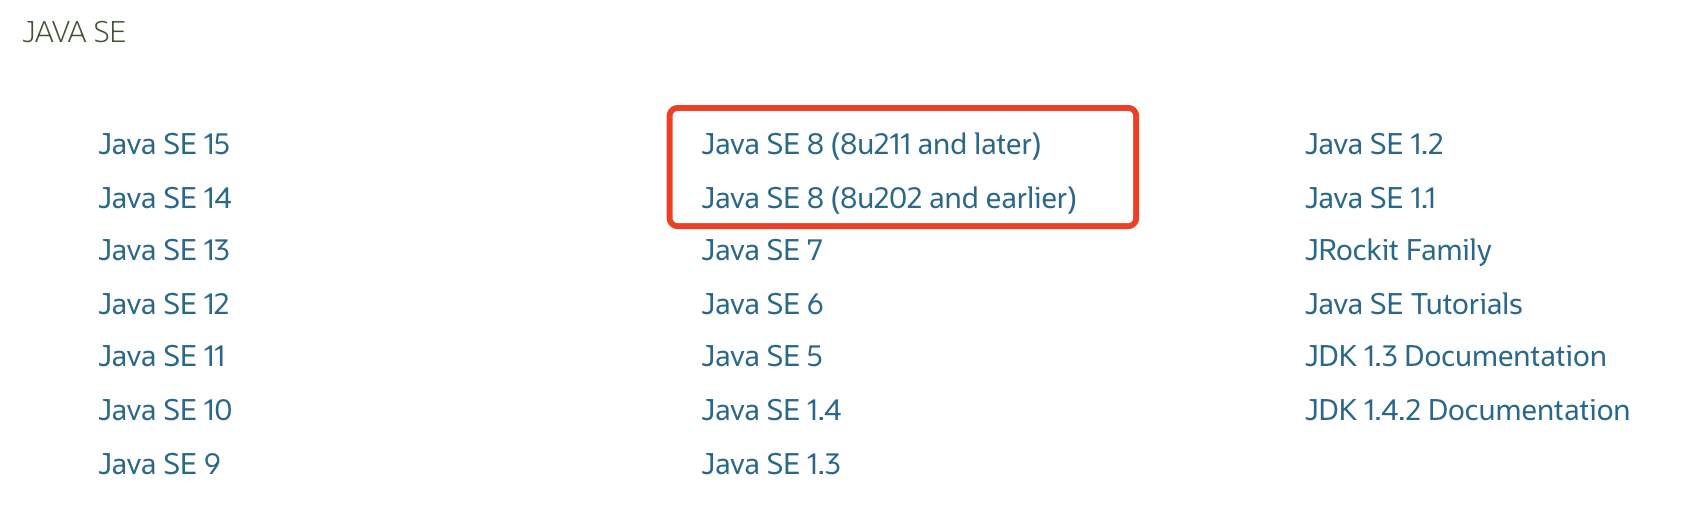 JAVA SE
Java SE 15
Java SE 14
Java SE 13
Java SE 12
Java SE 11
Java SE 10
Java SE 9
Java SE 8 (8u211 and later)
Java SE 8 (8u202 and earlier)
Java SE 7
Java SE 6
Java SE 5
Java SE 1.4
Java SE 1.3
Java SE 1.2
Java SE 1.1
JRockit Family
Java SE Tutorials
JDK 1.3 Documentation
JDK 1.4.2 Documentation